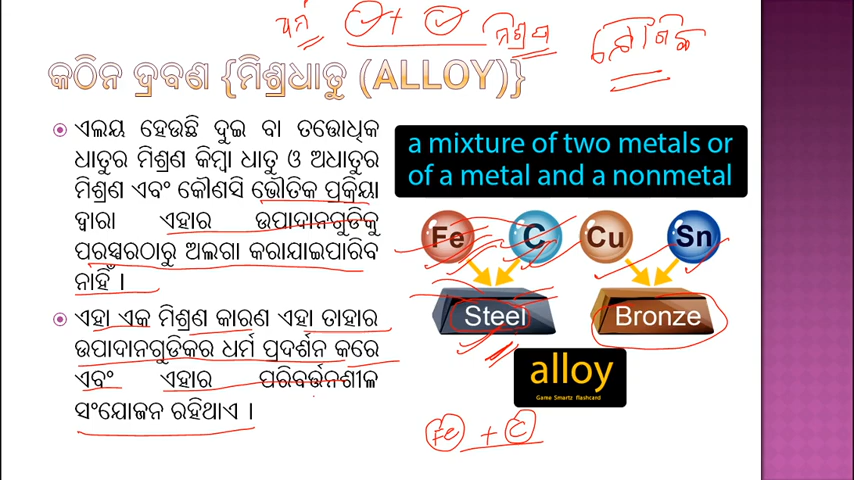 ଧର୍ମ + ମିଶ୍ରଣ ଯୌଗିକ
କଠିନ ଦ୍ରବଣ {ମିଶ୍ରଧାତୁ (ALLOY)}
ଏଲୟ ହେଉଛି ଦୁଇ ବା ତତ୍ତୋଧିକ
ଧାତୁର ମିଶ୍ରଣ କିମ୍ବା ଧାତୁ ଓ ଅଧାତୁର
ମିଶ୍ରଣ ଏବଂ କୌଣସି ଭୌତିକ ପ୍ରକ୍ରିୟା
ଦ୍ୱାରା ଏହାର ଉପାଦାନଗୁଡିକୁ
ପରସ୍ପରଠାରୁ ଅଲଗା କରାଯାଇପାରିବ
ନାହିଁ ।
ଏହା ଏକ ମିଶ୍ରଣ କାରଣ ଏହା ତାହାର
ଉପାଦାନଗୁଡିକର ଧର୍ମ ପ୍ରଦର୍ଶନ କରେ
ଏବଂ ଏହାର ପରିବର୍ତ୍ତନଶୀଳ
ସଂଯୋଜନ ରହିଥାଏ ।
a mixture of two metals or
of a metal and a nonmetal
Fe C Cu Sn
Steel Bronze
alloy
Game Smartz flashcard
Fe + C